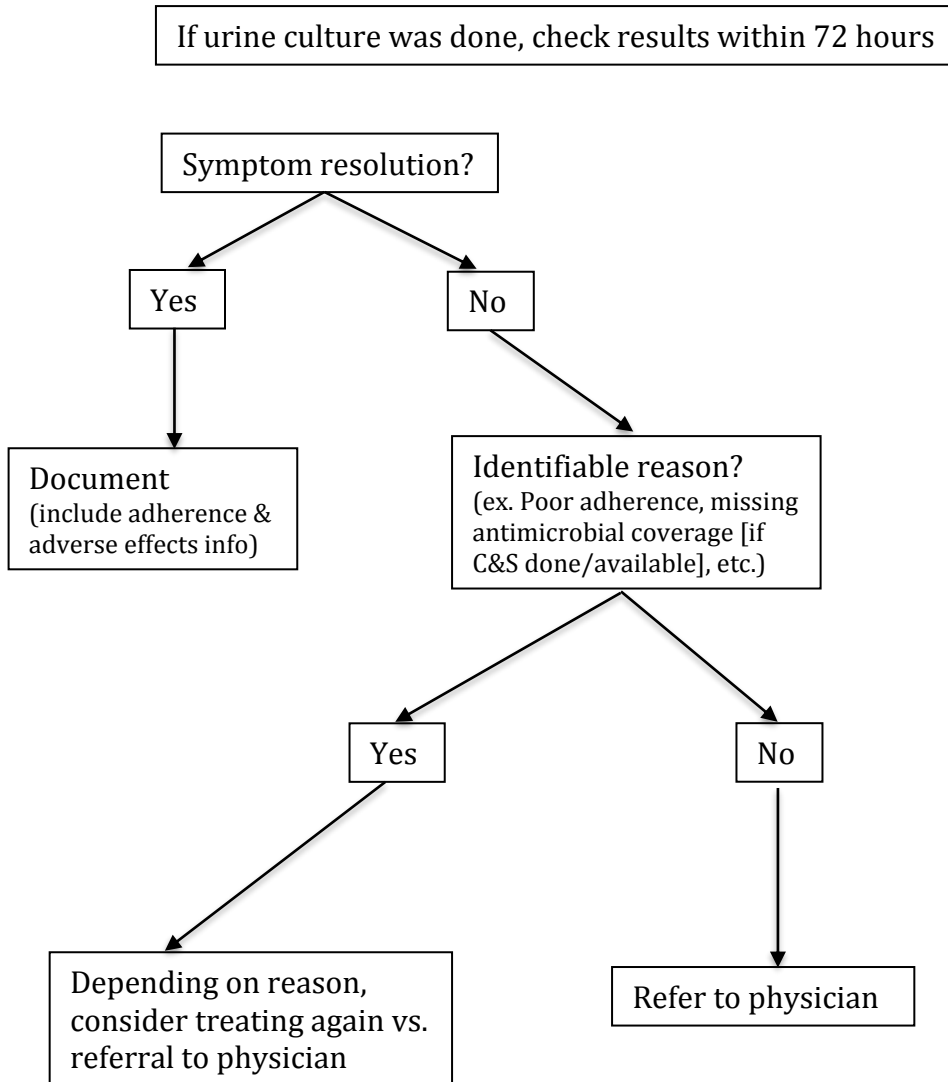 If urine culture was done, check results within 72 hours
Symptom resolution?
Yes
No
Document
(include adherence &
adverse effects info)
Identifiable reason?
(ex. Poor adherence, missing
antimicrobial coverage [if
C&S done/available], etc.)
Yes
No
Depending on reason,
consider treating again vs.
referral to physician
Refer to physician